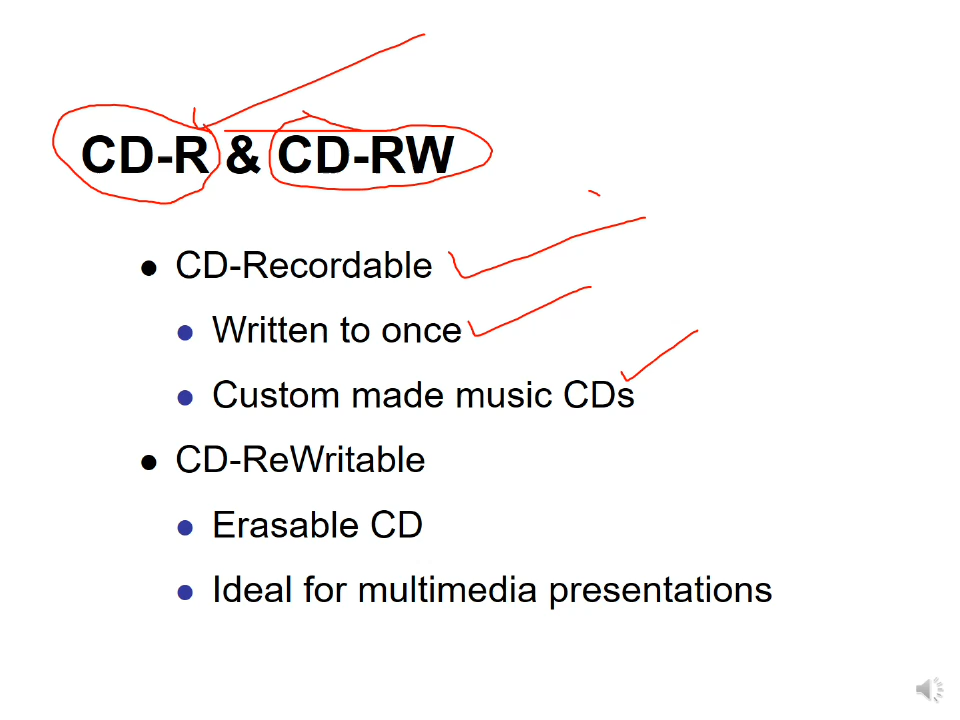 CD-R & CD-RW
● CD-Recordable
● Written to once
● Custom made music CDs
● CD-ReWritable
● Erasable CD
● Ideal for multimedia presentations